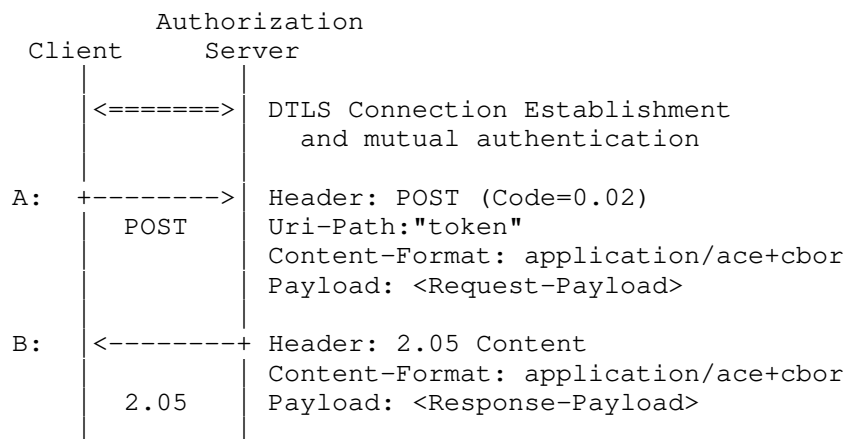 Authorization
Client Server
<=======> DTLS Connection Establishment
and mutual authentication
A: +--------> Header: POST (Code=0.02)
POST Uri-Path:"token"
Content-Format: application/ace+cbor
Payload: <Request-Payload>
B: <--------+ Header: 2.05 Content
Content-Format: application/ace+cbor
2.05 Payload: <Response-Payload>